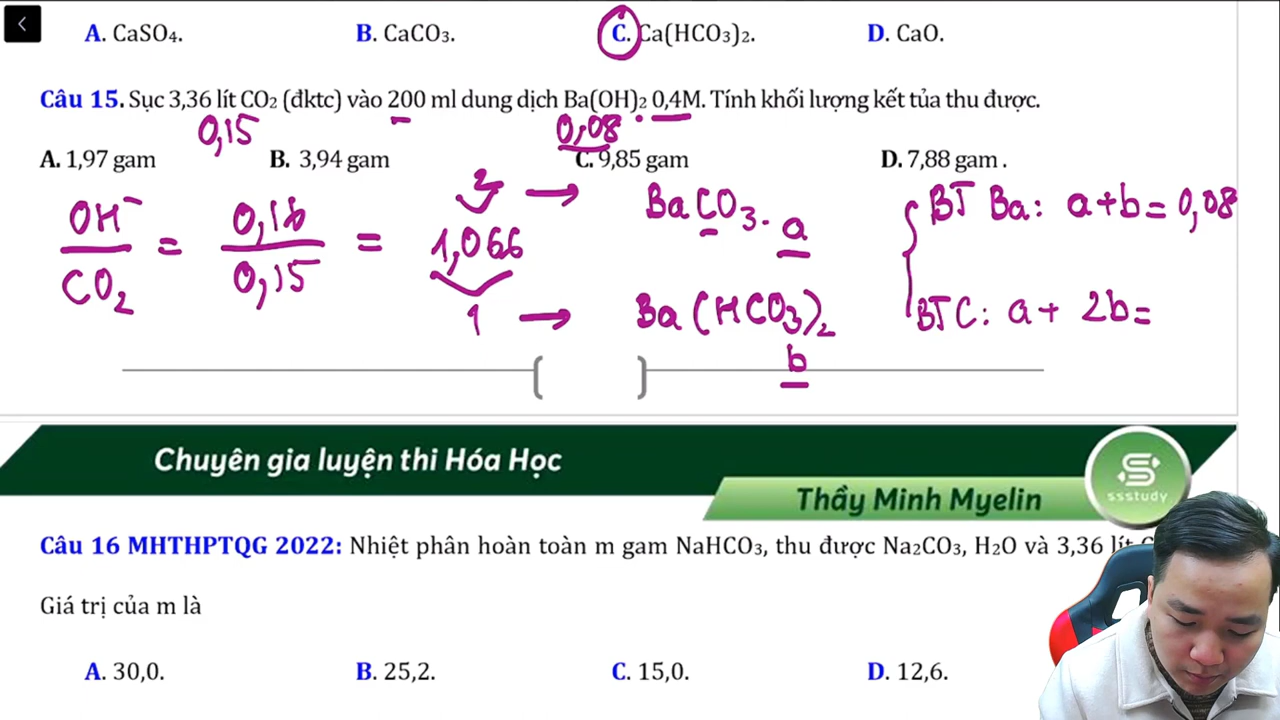 A. CaSO₄. B. CaCO₃. C. Ca(HCO₃)₂. D. CaO.
Câu 15. Sục 3,36 lít CO₂ (đktc) vào 200 ml dung dịch Ba(OH)₂ 0,4M. Tính khối lượng kết tủa thu được.
0,15 0,08
A. 1,97 gam B. 3,94 gam C. 9,85 gam D. 7,88 gam .
2 → BaCO₃. a
BT Ba: a+b = 0,08
OH⁻ / CO₂ = 0,16 / 0,15 = 1,066
1 → Ba(HCO₃)₂
b
BT C: a + 2b =
Chuyên gia luyện thi Hóa Học
Thầy Minh Myelin
ssstudy
Câu 16 MHTHPTQG 2022: Nhiệt phân hoàn toàn m gam NaHCO₃, thu được Na₂CO₃, H₂O và 3,36 lít
Giá trị của m là
A. 30,0. B. 25,2. C. 15,0. D. 12,6.